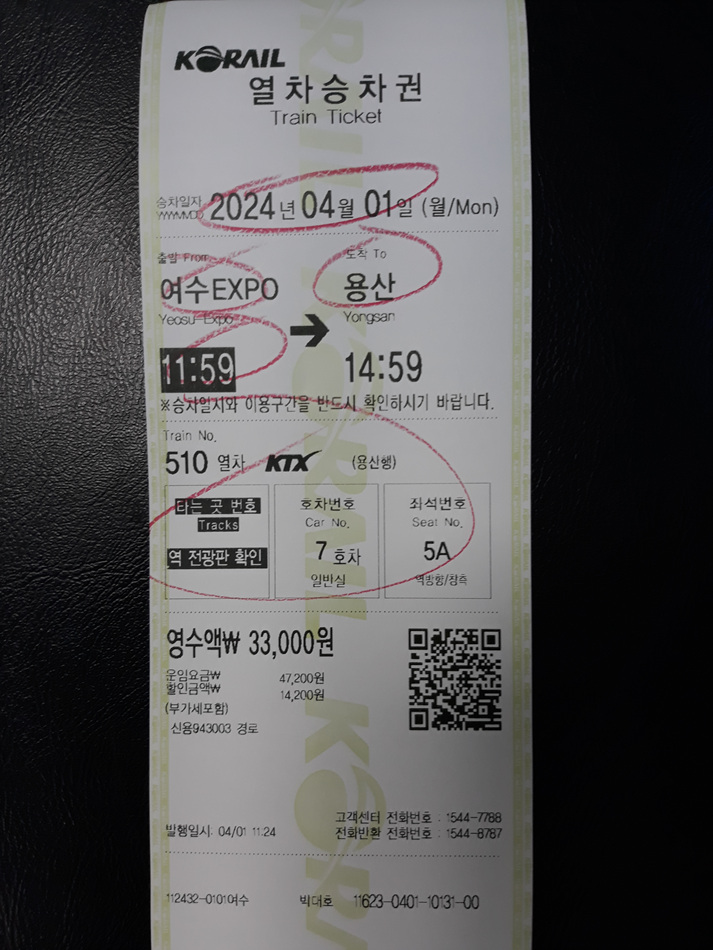 KORAIL
열차승차권
Train Ticket
승차일자 2024년 04월 01일 (월/Mon)
YYYYMMDD
출발 From 도착 To
여수EXPO 용산
Yeosu-Expo Yongsan
11:59 14:59
※승차일시와 이용구간을 반드시 확인하시기 바랍니다.
Train No.
510 열차 KTX (용산행)
타는 곳 번호 호차번호 좌석번호
Tracks Car No. Seat No.
역 전광판 확인 7 호차 5A
일반실 역방향/창측
영수액₩ 33,000원
운임요금₩ 47,200원
할인금액₩ 14,200원
(부가세포함)
신용943003 경로
고객센터 전화번호 : 1544-7788
발행일시: 04/01 11:24 전화반환 전화번호 : 1544-8787
112432-0101여수 빅대호 11623-0401-10131-00
KORAIL
KORAIL